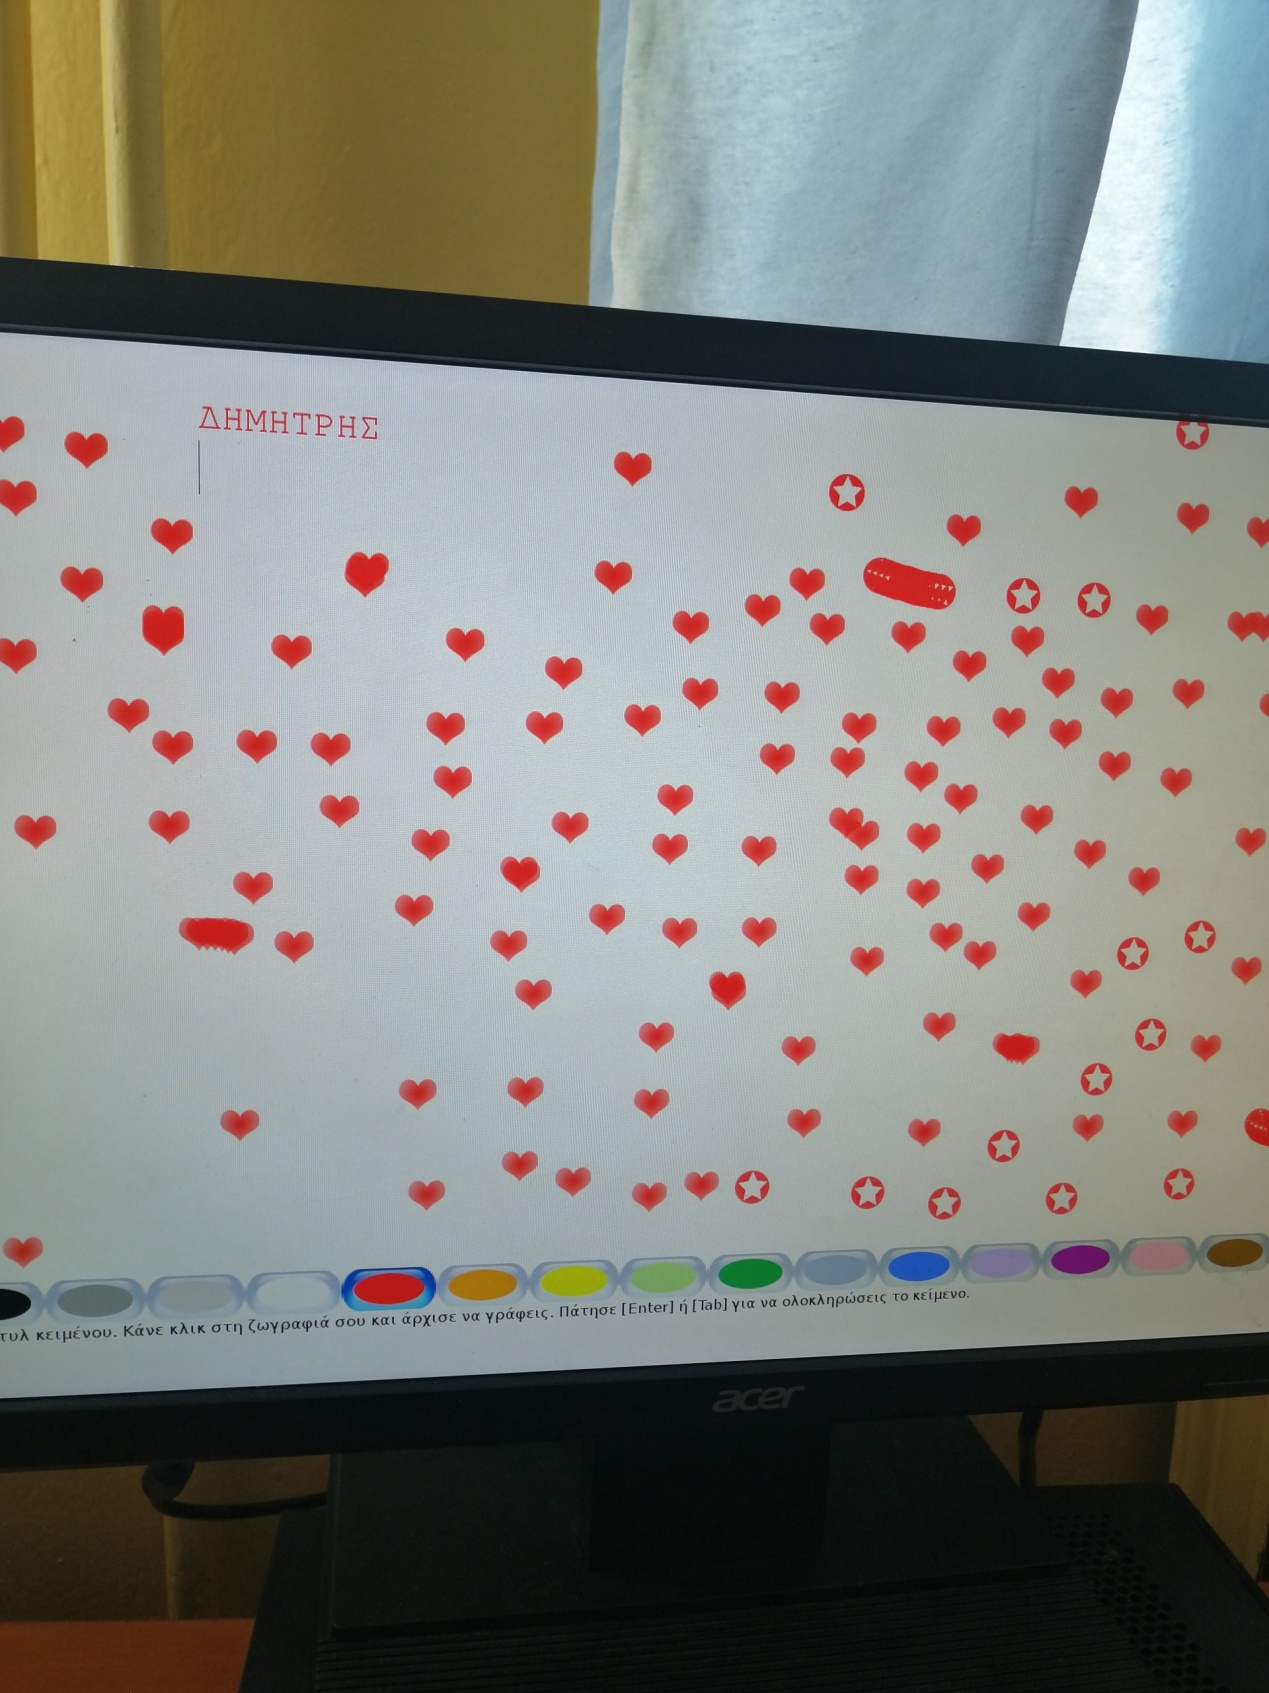 ΔΗΜΗΤΡΗΣ
κειμένου. Κάνε κλικ στη ζωγραφιά σου και άρχισε να γράφεις. Πάτησε [Enter] ή [Tab] για να ολοκληρώσεις το κείμενο.
acer